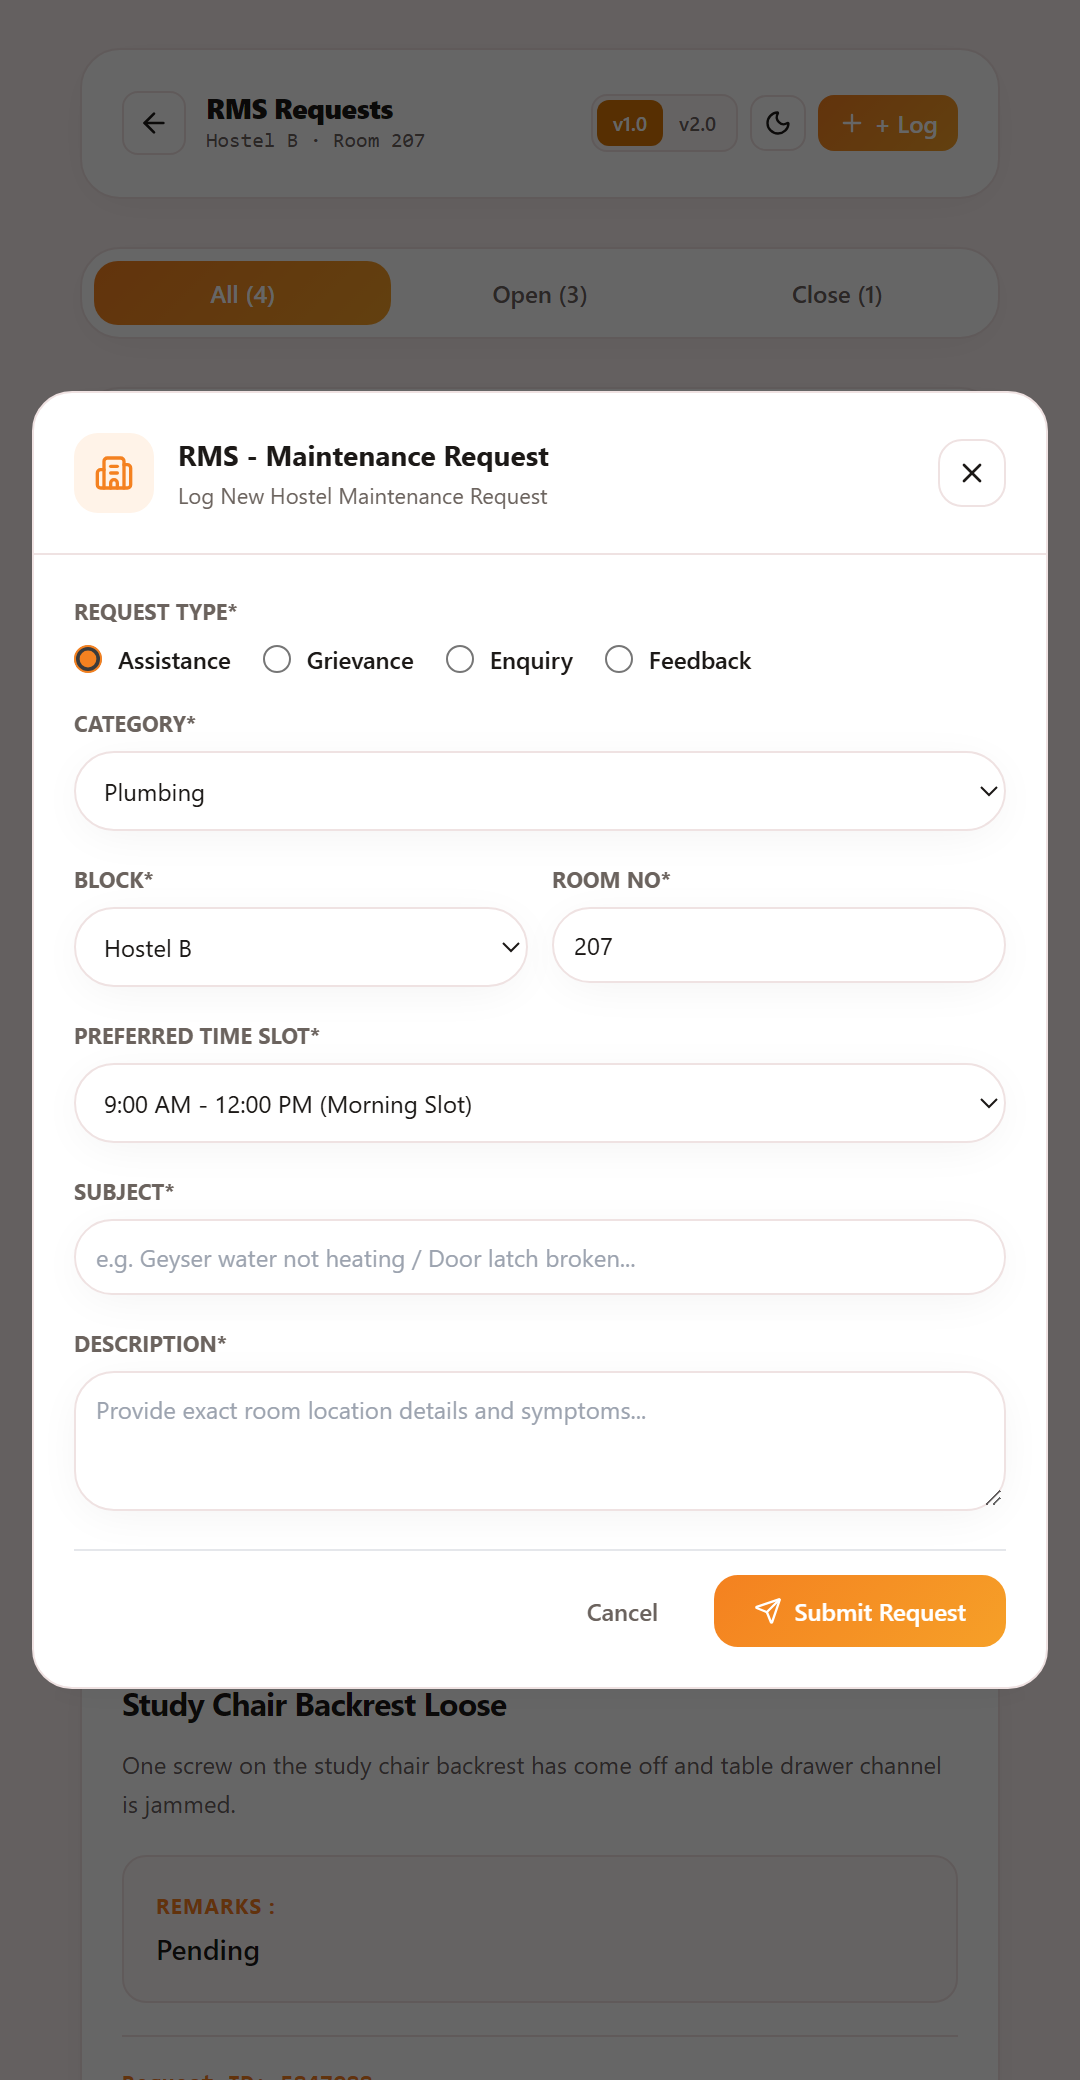 RMS Requests
Hostel B · Room 207
v1.0
v2.0
+ Log
All (4)
Open (3)
Close (1)
RMS - Maintenance Request
Log New Hostel Maintenance Request
REQUEST TYPE*
Assistance
Grievance
Enquiry
Feedback
CATEGORY*
Plumbing
BLOCK*
ROOM NO*
Hostel B
207
PREFERRED TIME SLOT*
9:00 AM - 12:00 PM (Morning Slot)
SUBJECT*
e.g. Geyser water not heating / Door latch broken...
DESCRIPTION*
Provide exact room location details and symptoms...
Cancel
Submit Request
Study Chair Backrest Loose
One screw on the study chair backrest has come off and table drawer channel
is jammed.
REMARKS :
Pending
Request ID: